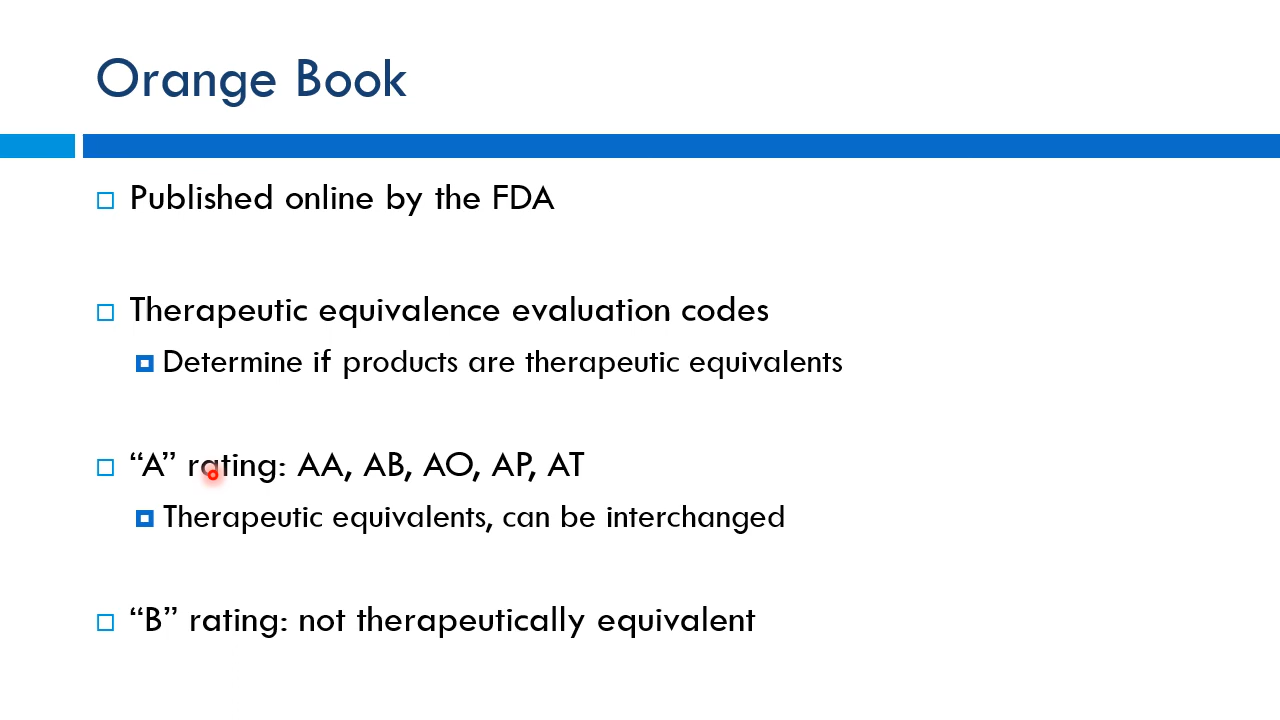 Orange Book
Published online by the FDA
Therapeutic equivalence evaluation codes
Determine if products are therapeutic equivalents
“A” rating: AA, AB, AO, AP, AT
Therapeutic equivalents, can be interchanged
“B” rating: not therapeutically equivalent